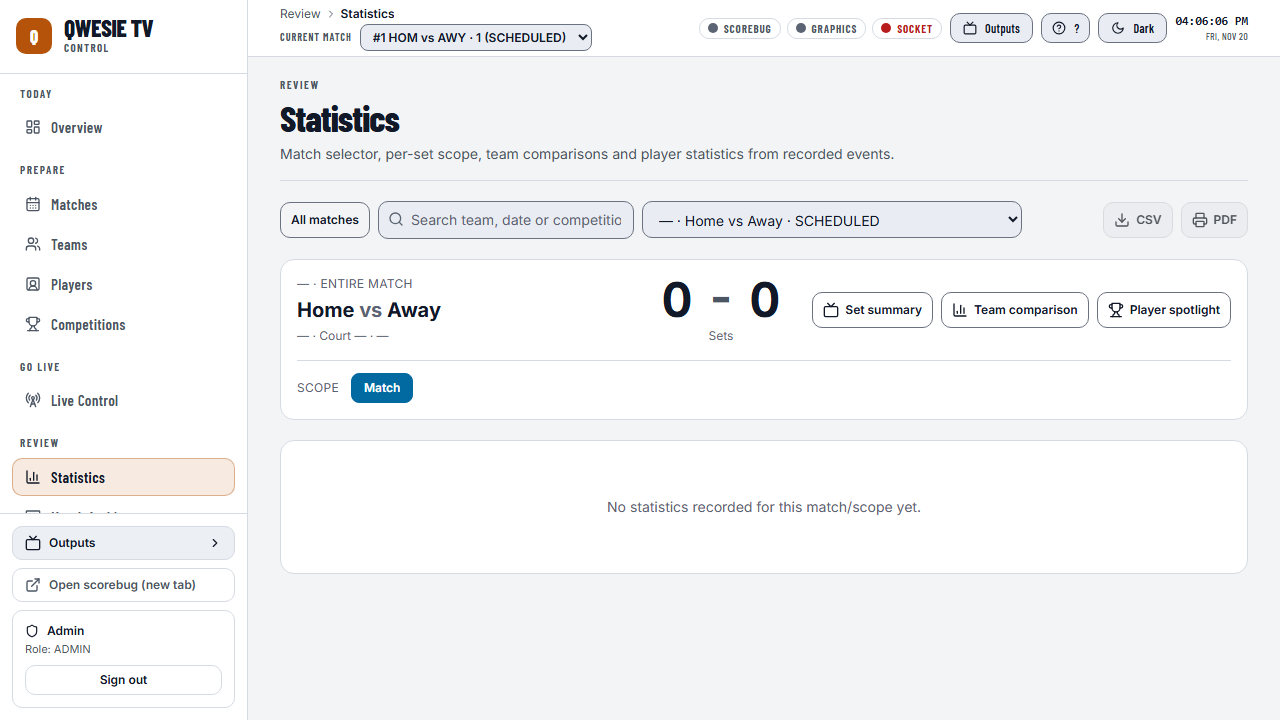 Q
QWESIE TV
CONTROL
TODAY
Overview
PREPARE
Matches
Teams
Players
Competitions
GO LIVE
Live Control
REVIEW
Statistics
Outputs
Open scorebug (new tab)
Admin
Role: ADMIN
Sign out
Review > Statistics
CURRENT MATCH #1 HOM vs AWY · 1 (SCHEDULED)
SCOREBUG GRAPHICS SOCKET Outputs ? Dark 04:06:06 PM
FRI, NOV 20
REVIEW
Statistics
Match selector, per-set scope, team comparisons and player statistics from recorded events.
All matches Search team, date or competitio — · Home vs Away · SCHEDULED CSV PDF
— · ENTIRE MATCH
Home vs Away
— · Court — · —
0 - 0
Sets
Set summary Team comparison Player spotlight
SCOPE Match
No statistics recorded for this match/scope yet.